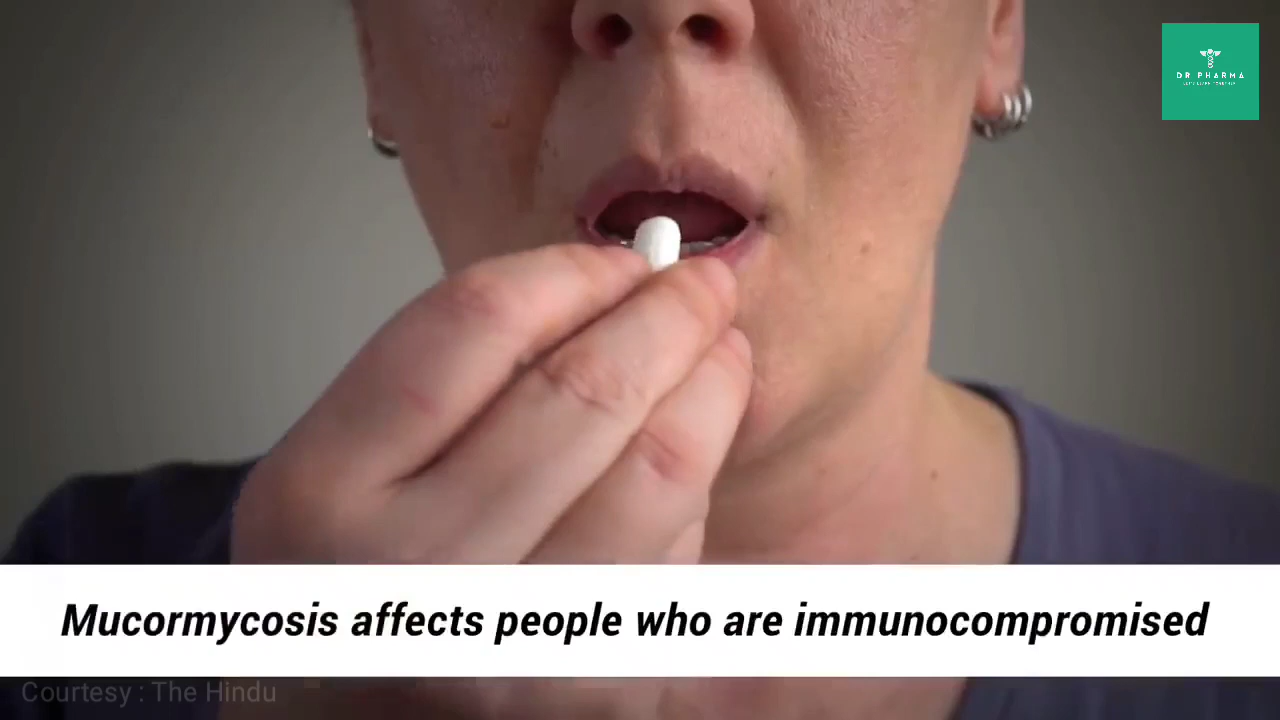 DR PHARMA
Mucormycosis affects people who are immunocompromised
Courtesy : The Hindu